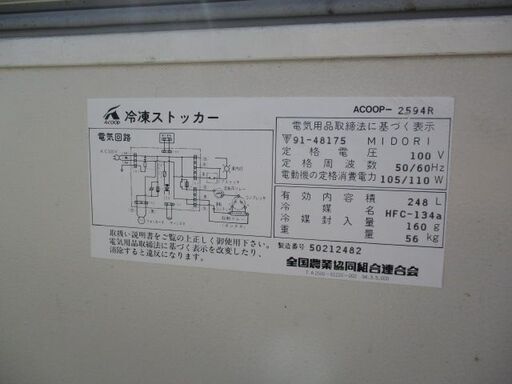 ACOOP
冷凍ストッカー
ACOOP- 2594R
電気回路
電気用品取締法に基づく表示
〒91-48175 MIDORI
定格電圧 100 V
定格周波数 50/60Hz
電動機の定格消費電力 105/110 W
有効内容積 248 L
冷媒名 HFC-134a
冷媒封入量 160 g
重量 56 kg
製造番号 50212482
取扱い説明書をご覧の上正しく御使用下さい。
電気用品取締法に基づく表示を改変したり、
消除すると違反になります。
全国農業協同組合連合会